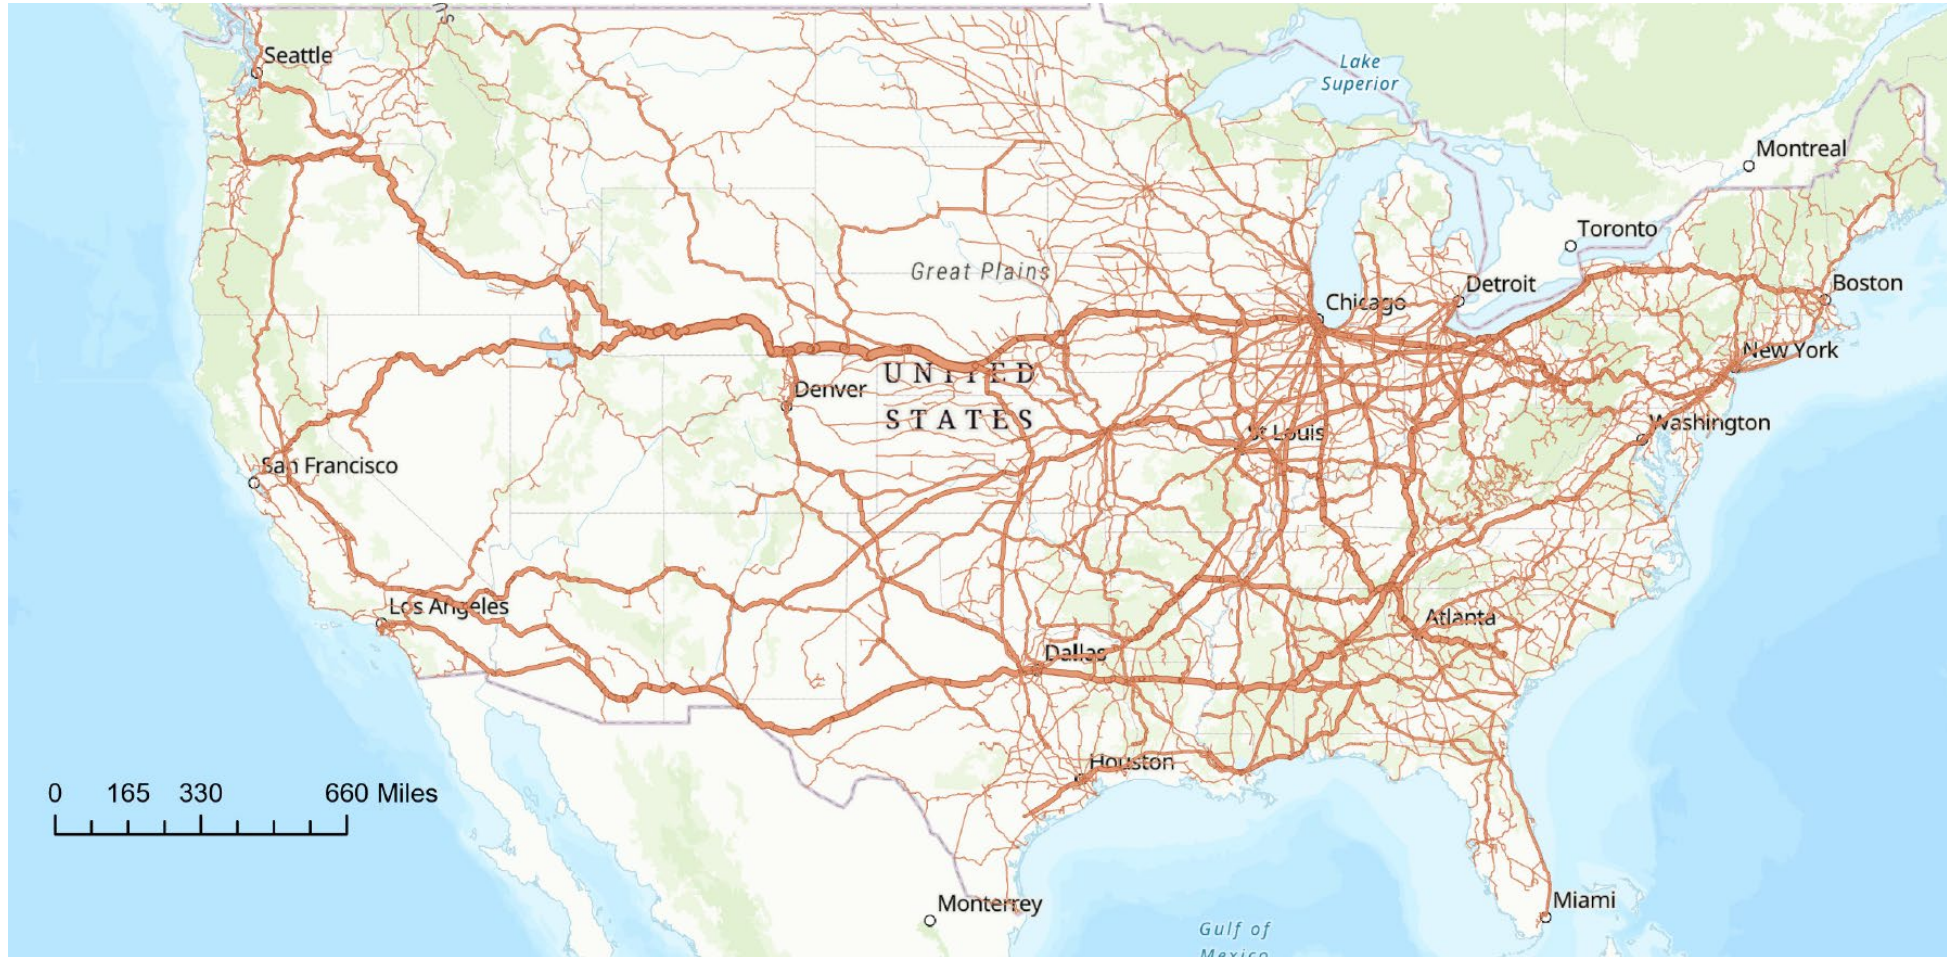 Seattle
Lake
Superior
Montreal
Toronto
Great Plains
Detroit
Boston
Chicago
New York
UNITED
Denver
STATES
Washington
St Louis
San Francisco
Los Angeles
Atlanta
Dallas
Houston
0 165 330 660 Miles
Monterrey
Miami
Gulf of
Mexico